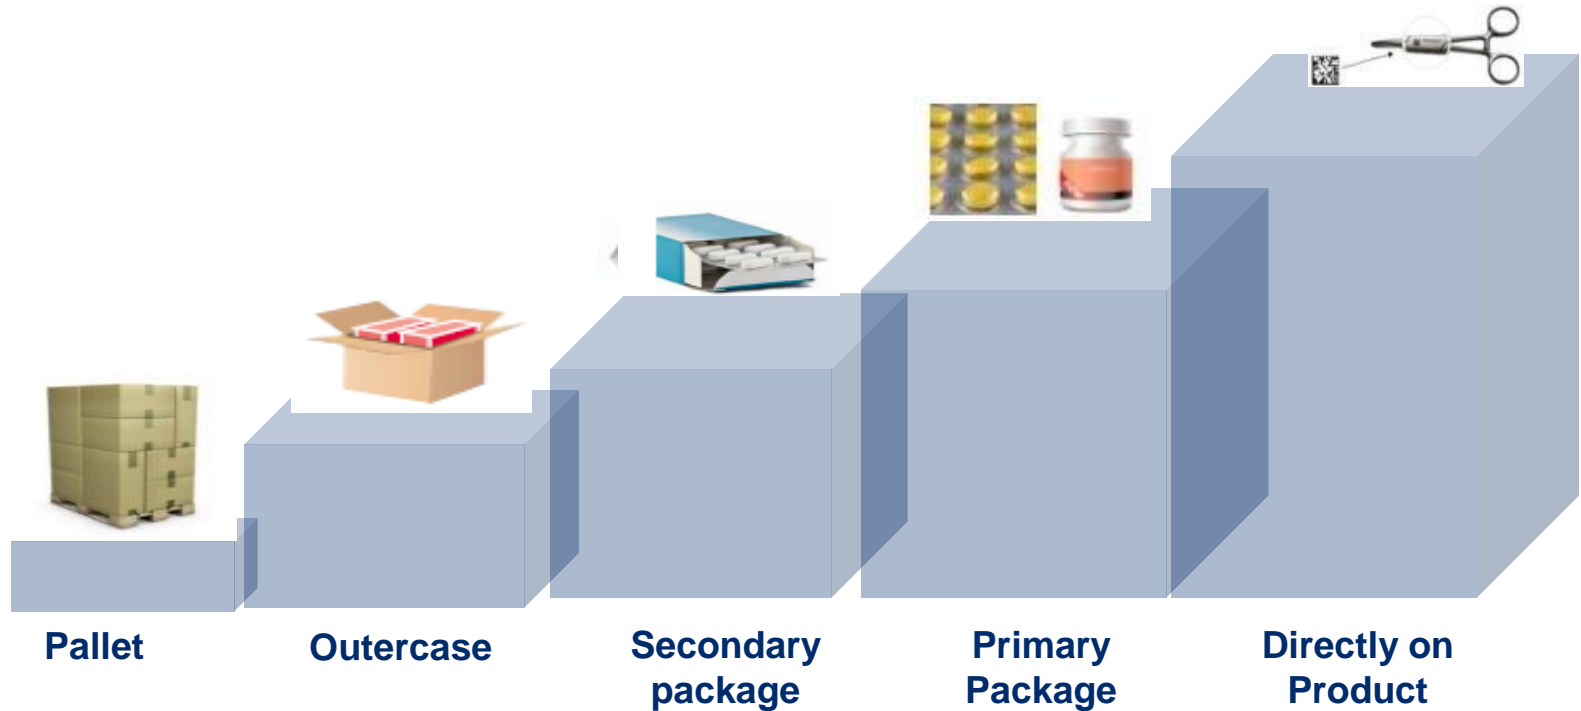 Pallet
Outercase
Secondary
package
Primary
Package
Directly on
Product